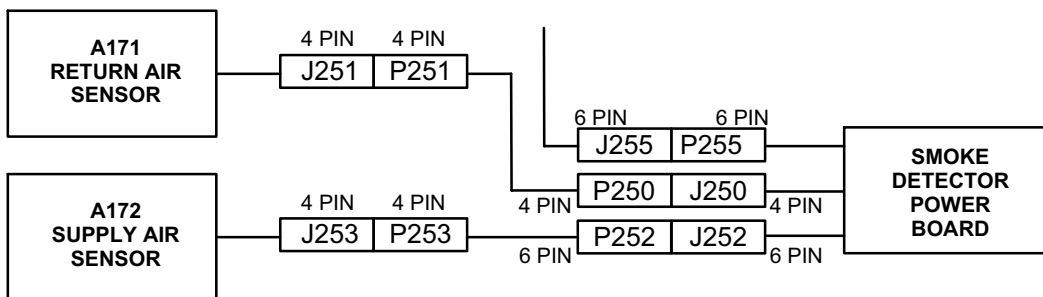 A171
RETURN AIR
SENSOR
4 PIN 4 PIN
J251 P251
6 PIN 6 PIN
J255 P255
P250 J250
4 PIN 4 PIN
P252 J252
6 PIN 6 PIN
SMOKE
DETECTOR
POWER
BOARD
A172
SUPPLY AIR
SENSOR
4 PIN 4 PIN
J253 P253